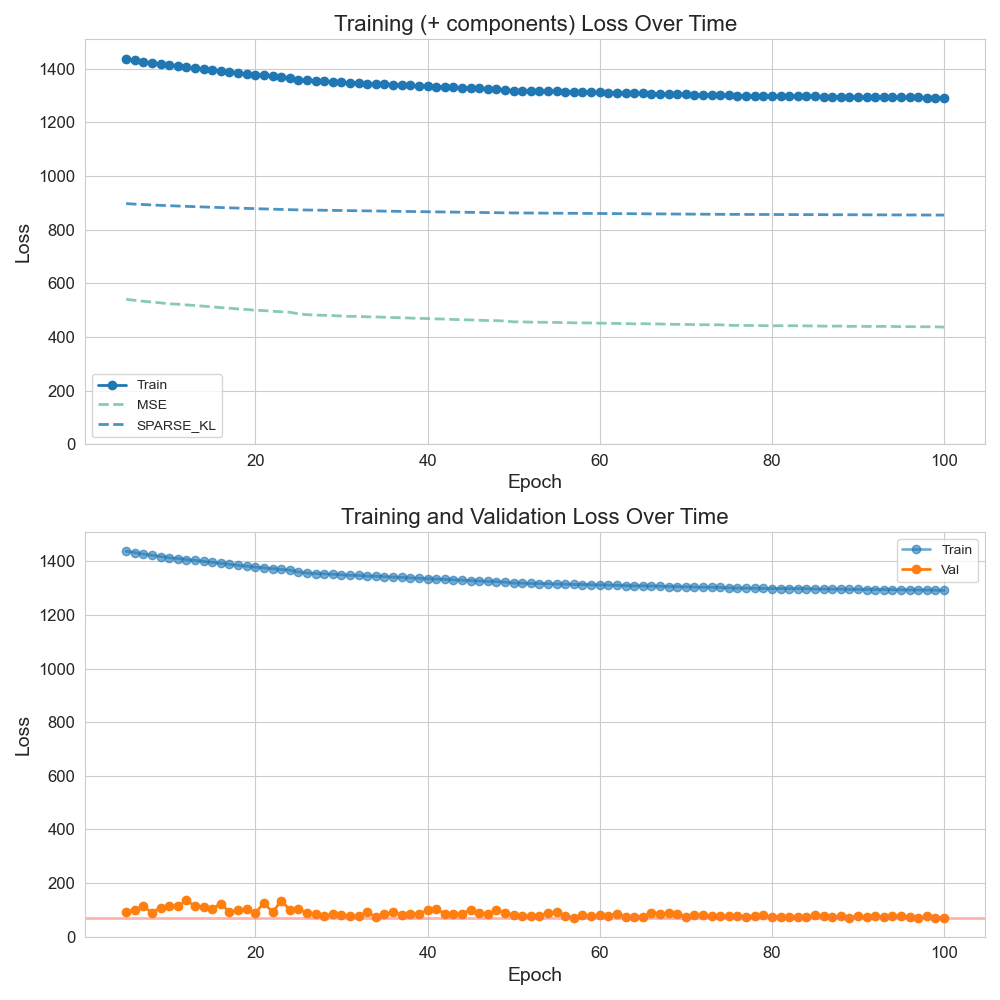 Training (+ components) Loss Over Time
1400
1200
1000
800
600
400
200
0
Loss
Train
MSE
SPARSE_KL
20
40
60
80
100
Epoch
Training and Validation Loss Over Time
1400
1200
1000
800
600
400
200
0
Loss
Train
Val
20
40
60
80
100
Epoch